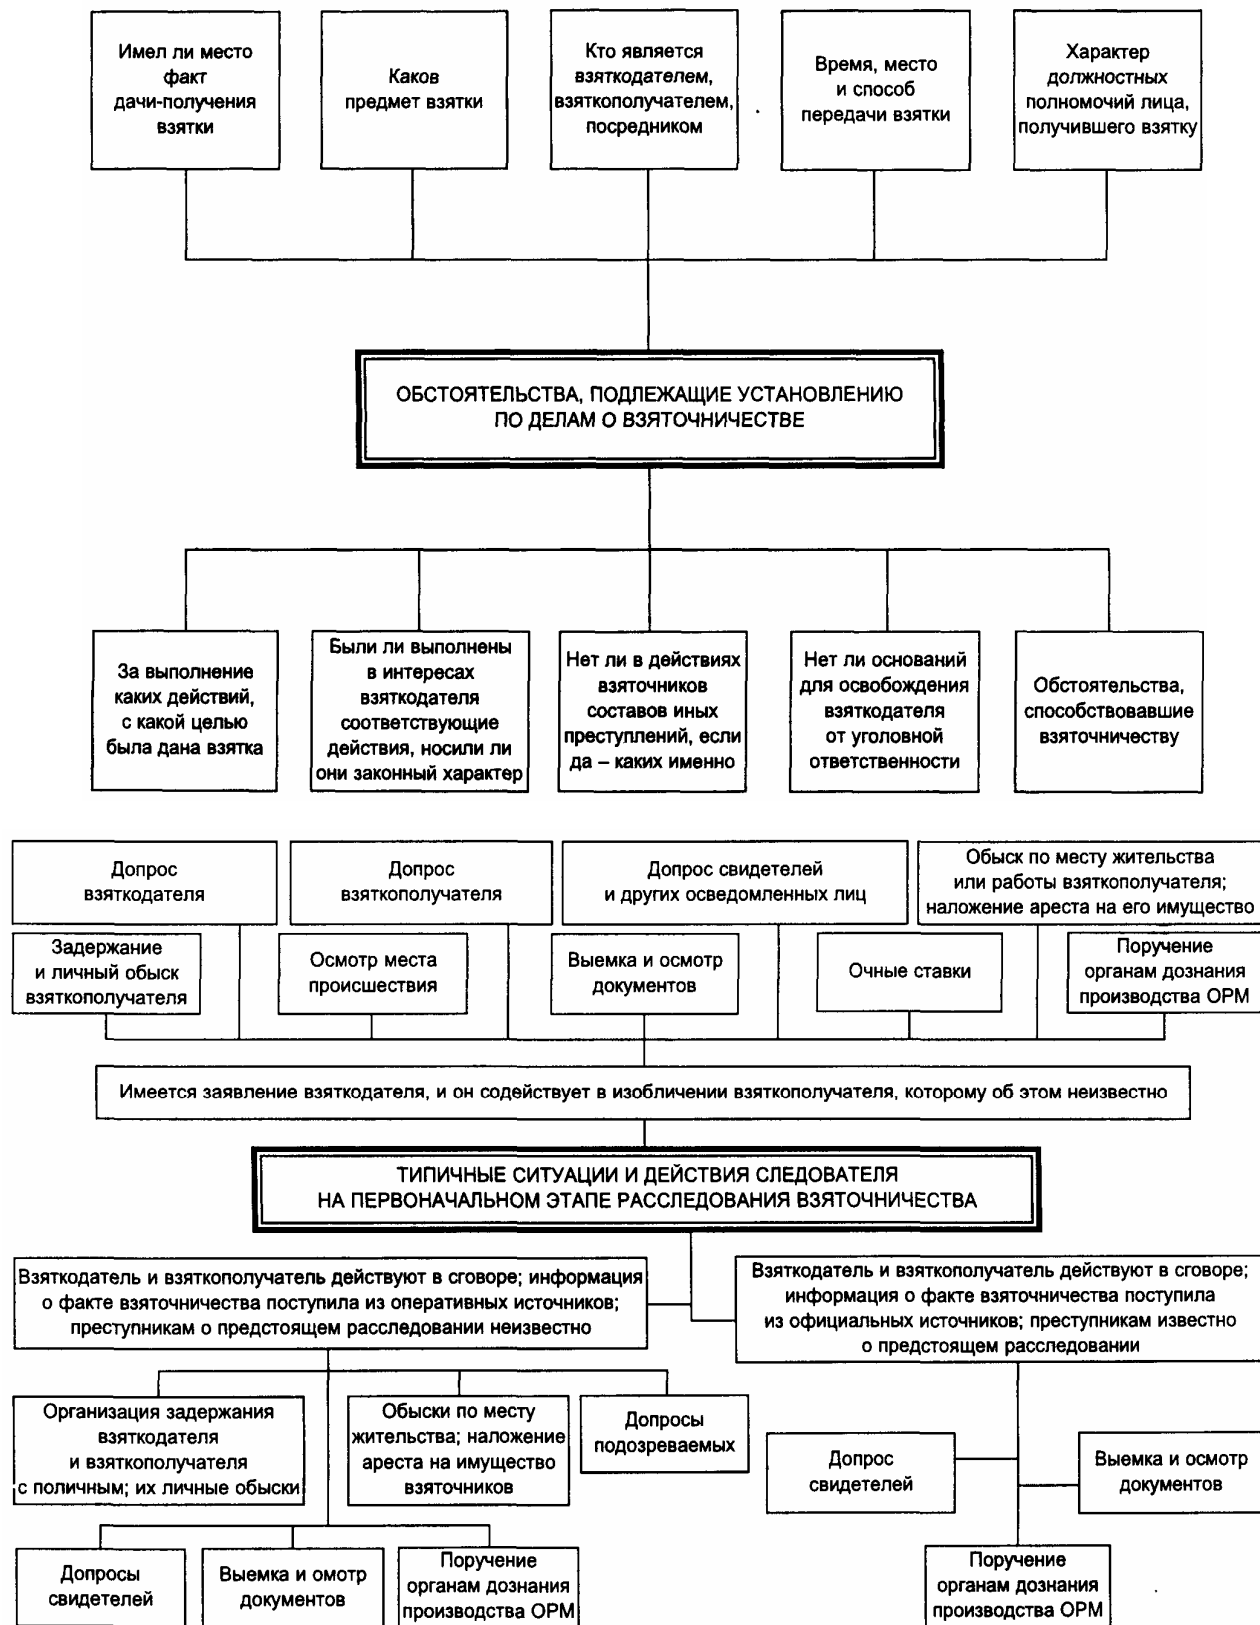 Имел ли место
факт
дачи-получения
взятки
Каков
предмет взятки
Кто является
взяткодателем,
взяткополучателем,
посредником
Время, место
и способ
передачи взятки
Характер
должностных
полномочий лица,
получившего взятку
ОБСТОЯТЕЛЬСТВА, ПОДЛЕЖАЩИЕ УСТАНОВЛЕНИЮ
ПО ДЕЛАМ О ВЗЯТОЧНИЧЕСТВЕ
За выполнение
каких действий,
с какой целью
была дана взятка
Были ли выполнены
в интересах
взяткодателя
соответствующие
действия, носили ли
они законный характер
Нет ли в действиях
взяточников
составов иных
преступлений, если
да – каких именно
Нет ли оснований
для освобождения
взяткодателя
от уголовной
ответственности
Обстоятельства,
способствовавшие
взяточничеству
Допрос
взяткодателя
Допрос
взяткополучателя
Допрос свидетелей
и других осведомленных лиц
Обыск по месту жительства
или работы взяткополучателя;
наложение ареста на его имущество
Задержание
и личный обыск
взяткополучателя
Осмотр места
происшествия
Выемка и осмотр
документов
Очные ставки
Поручение
органам дознания
производства ОРМ
Имеется заявление взяткодателя, и он содействует в изобличении взяткополучателя, которому об этом неизвестно
ТИПИЧНЫЕ СИТУАЦИИ И ДЕЙСТВИЯ СЛЕДОВАТЕЛЯ
НА ПЕРВОНАЧАЛЬНОМ ЭТАПЕ РАССЛЕДОВАНИЯ ВЗЯТОЧНИЧЕСТВА
Взяткодатель и взяткополучатель действуют в сговоре; информация
о факте взяточничества поступила из оперативных источников;
преступникам о предстоящем расследовании неизвестно
Взяткодатель и взяткополучатель действуют в сговоре;
информация о факте взяточничества поступила
из официальных источников; преступникам известно
о предстоящем расследовании
Организация задержания
взяткодателя
и взяткополучателя
с поличным; их личные обыски
Обыски по месту
жительства; наложение
ареста на имущество
взяточников
Допросы
подозреваемых
Допрос
свидетелей
Выемка и осмотр
документов
Допросы
свидетелей
Выемка и омотр
документов
Поручение
органам дознания
производства ОРМ
Поручение
органам дознания
производства ОРМ